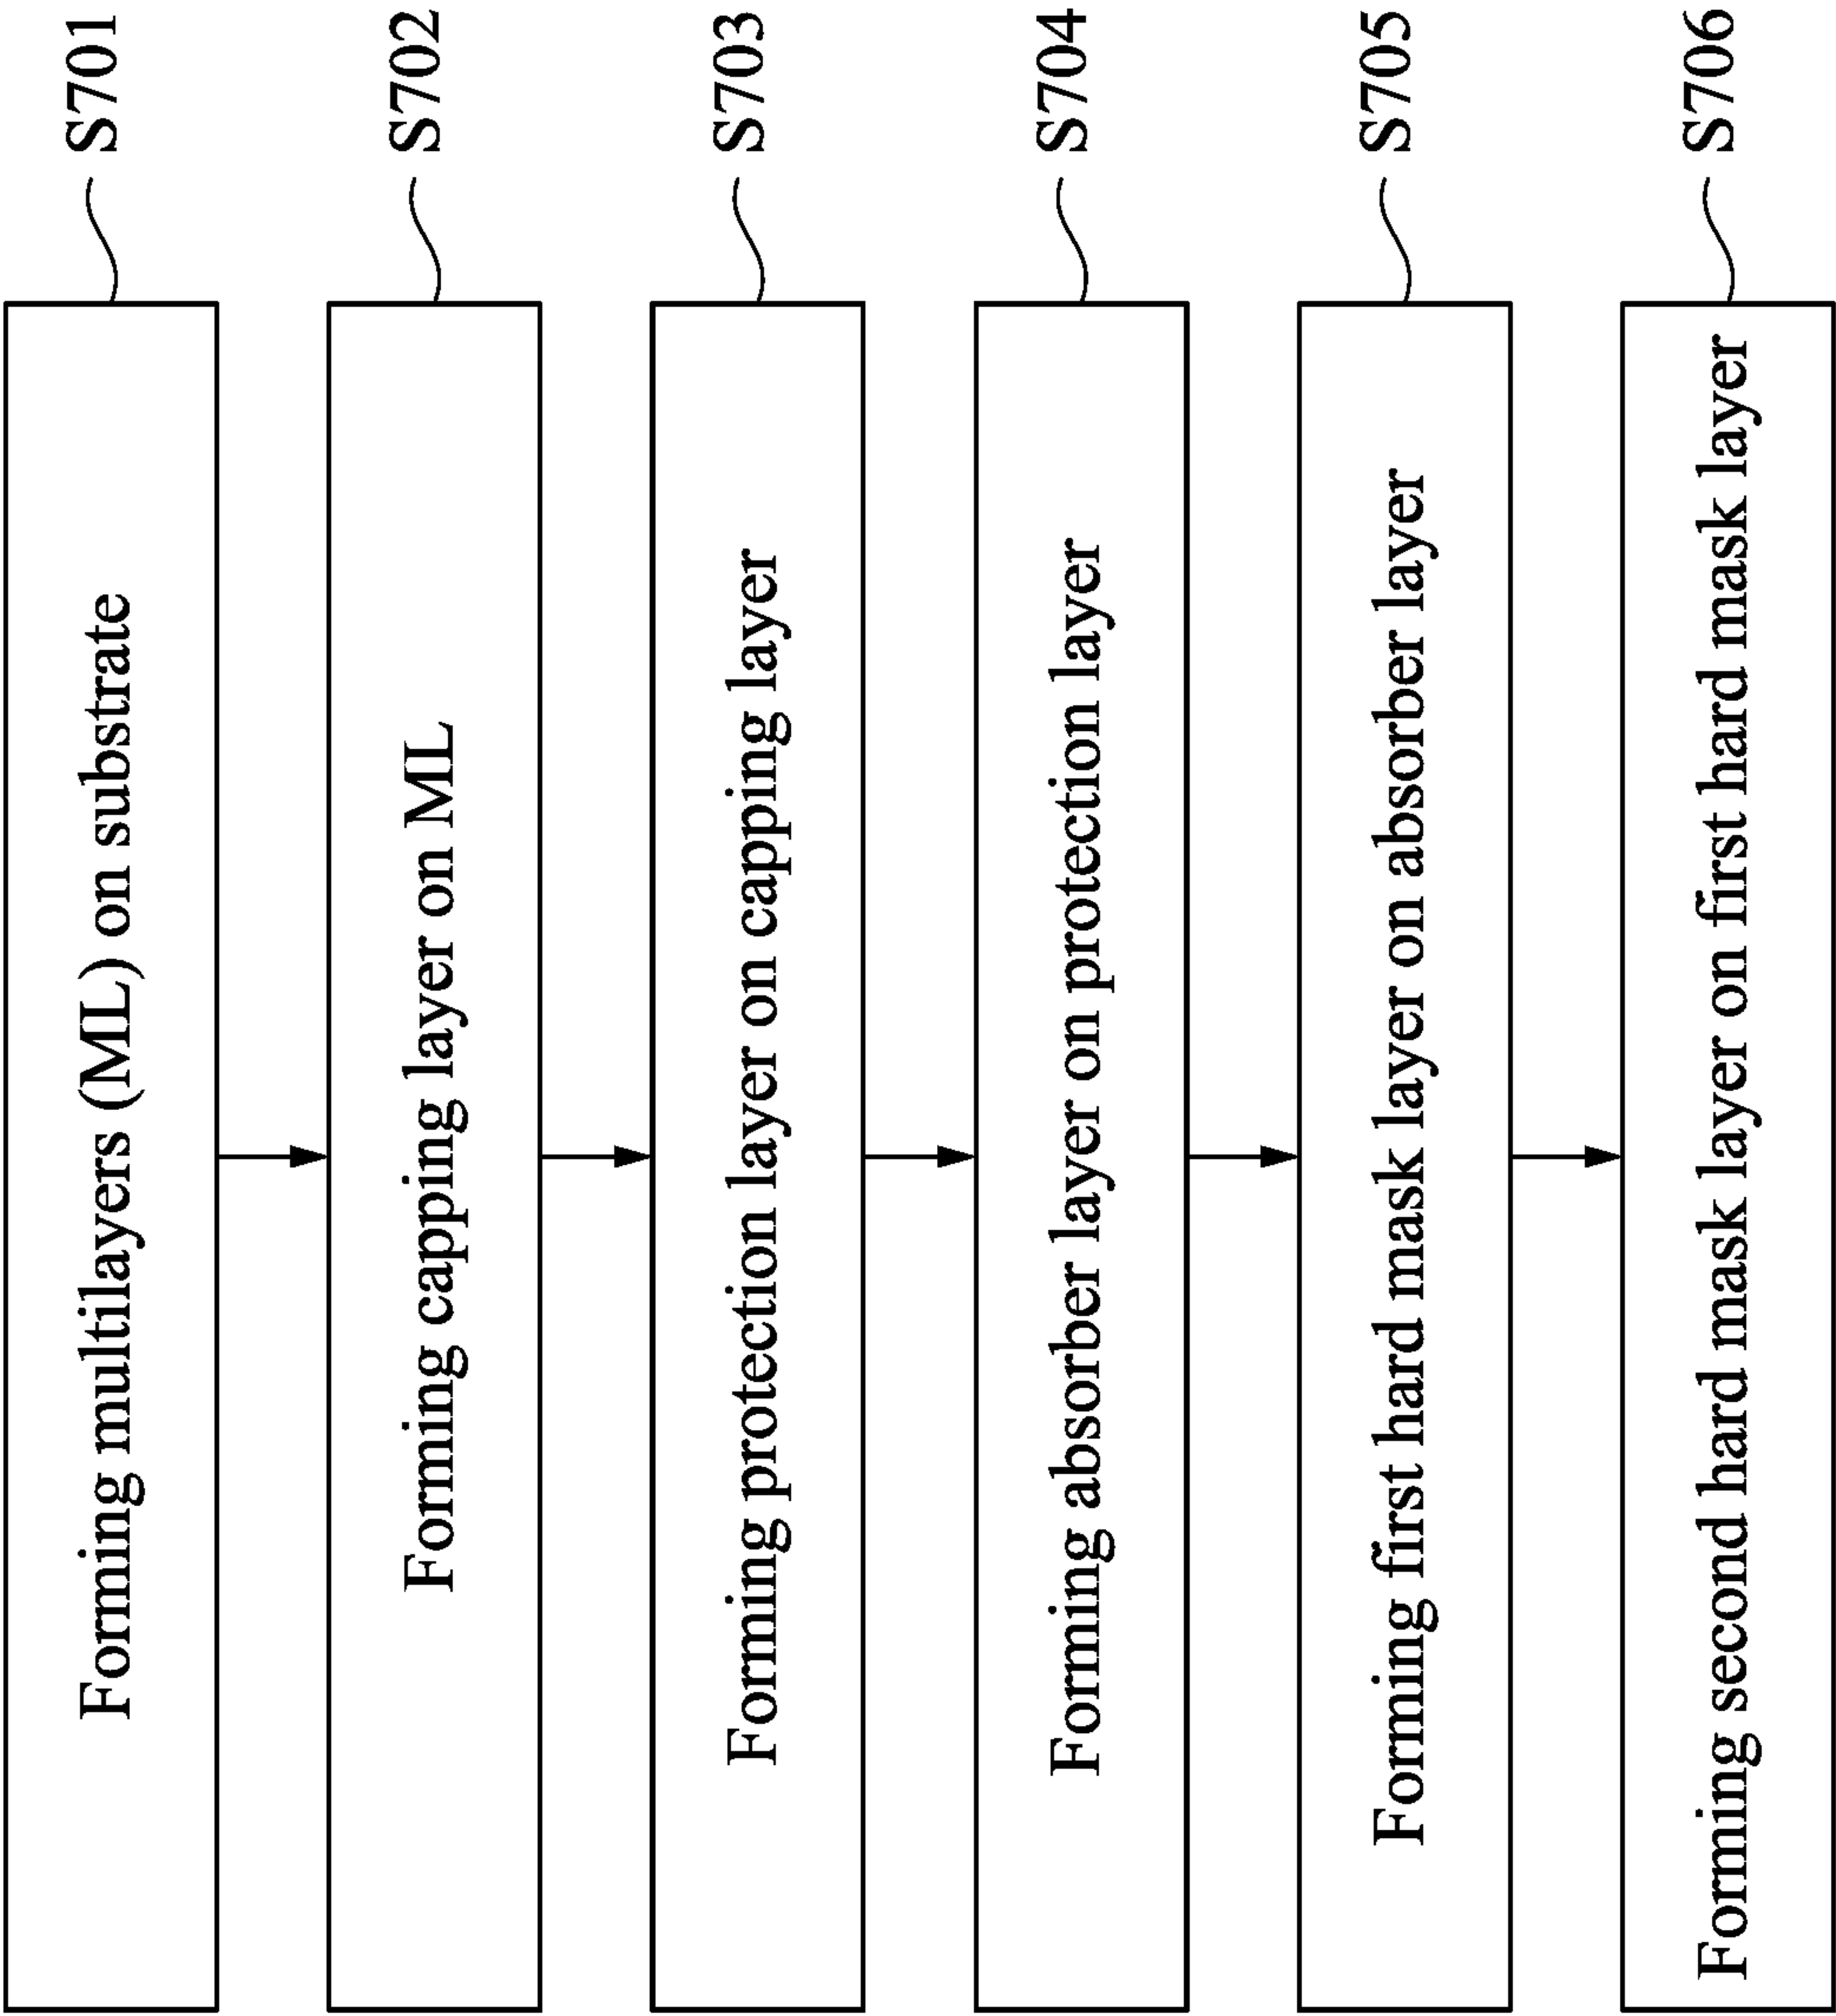 Forming multilayers (ML) on substrate
S701
Forming capping layer on ML
S702
Forming protection layer on capping layer
S703
Forming absorber layer on protection layer
S704
Forming first hard mask layer on absorber layer
S705
Forming second hard mask layer on first hard mask layer
S706